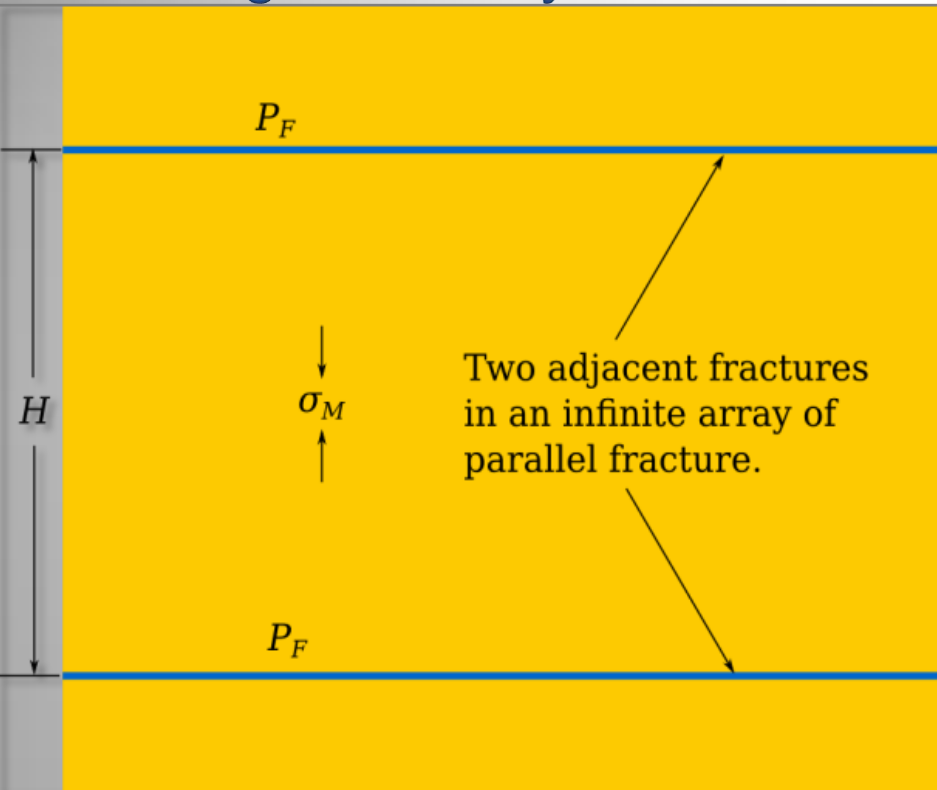 P_F
H
σ_M
Two adjacent fractures
in an infinite array of
parallel fracture.
P_F